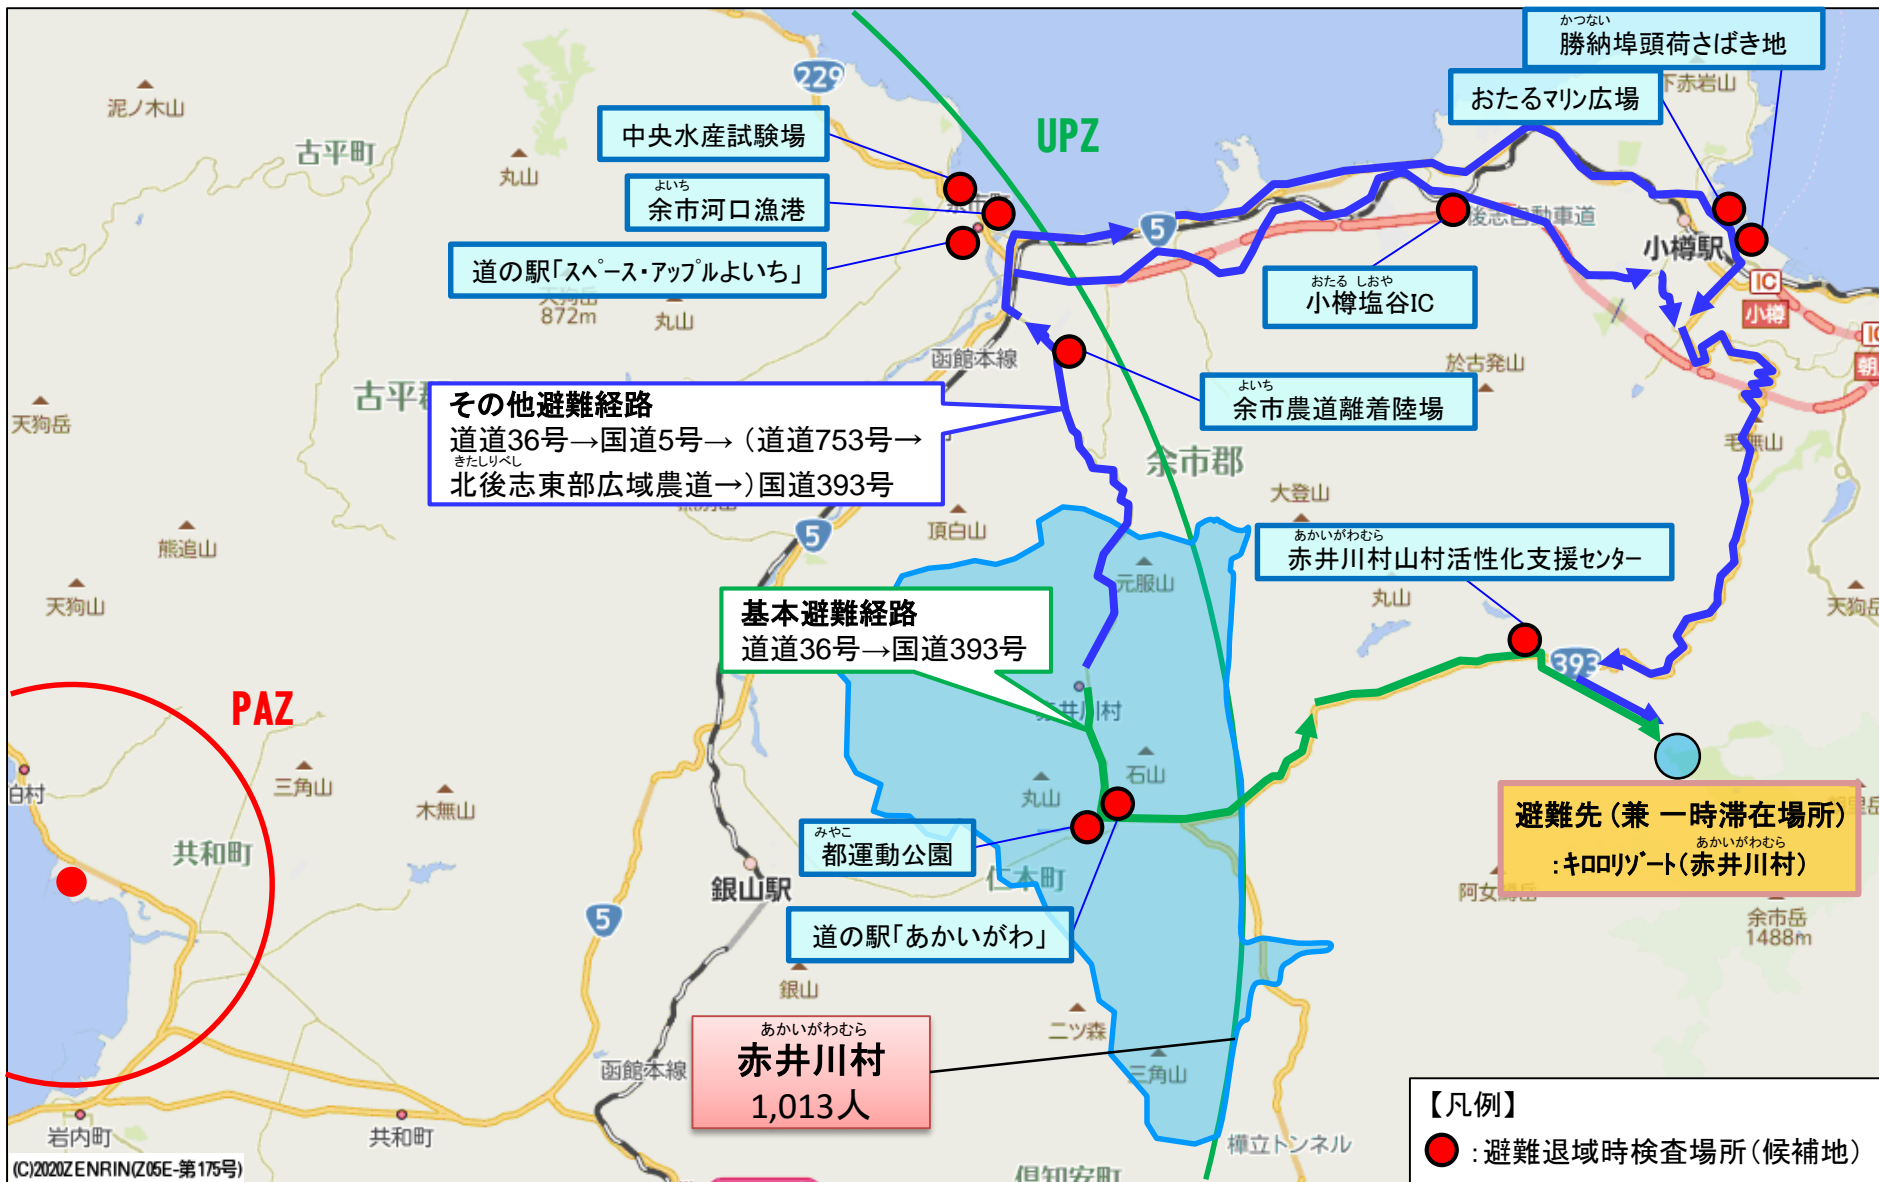 かつない
勝納埠頭荷さばき地
下赤岩山
おたるマリン広場
229
泥ノ木山
中央水産試験場
UPZ
古平町
丸山
よいち
余市河口漁港
5
後志自動車道
小樽駅
道の駅「スペース・アップルよいち」
872m
丸山
おたる しおや
小樽塩谷IC
IC
小樽
函館本線
於古発山
よいち
余市農道離着陸場
天狗岳
その他避難経路
道道36号→国道5号→（道道753号→
きたしりべし
北後志東部広域農道→）国道393号
毛無山
余市郡
大登山
頂白山
5
熊追山
あかいがわむら
赤井川村山村活性化支援センター
元服山
天狗山
丸山
天狗岳
基本避難経路
道道36号→国道393号
393
PAZ
赤井川村
石山
三角山
丸山
木無山
避難先（兼 一時滞在場所）
あかいがわむら
：キロロリゾート（赤井川村）
みやこ
都運動公園
共和町
銀山駅
仁木町
余市岳
1488m
5
道の駅「あかいがわ」
銀山
二ツ森
あかいがわむら
赤井川村
1,013人
函館本線
三角山
岩内町
共和町
樺立トンネル
倶知安町
【凡例】
：避難退域時検査場所（候補地）
(C)2020ZENRIN(Z05E-第175号)